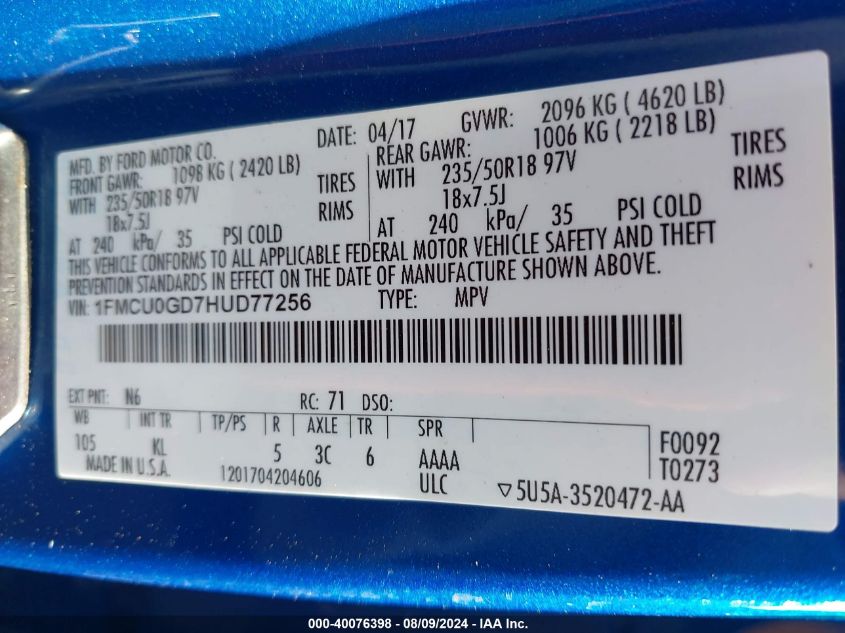 MFD. BY FORD MOTOR CO. DATE: 04/17 GVWR: 2096 KG ( 4620 LB)
FRONT GAWR: 1098 KG ( 2420 LB) REAR GAWR: 1006 KG ( 2218 LB)
WITH 235/50R18 97V TIRES WITH 235/50R18 97V TIRES
18x7.5J RIMS 18x7.5J RIMS
AT 240 kPa/ 35 PSI COLD AT 240 kPa/ 35 PSI COLD
THIS VEHICLE CONFORMS TO ALL APPLICABLE FEDERAL MOTOR VEHICLE SAFETY AND THEFT
PREVENTION STANDARDS IN EFFECT ON THE DATE OF MANUFACTURE SHOWN ABOVE.
VIN: 1FMCU0GD7HUD77256 TYPE: MPV
EXT PNT: N6 RC: 71 DSO:
WB INT TR TP/PS R AXLE TR SPR
105 KL 5 3C 6 AAAA F0092
MADE IN U.S.A. 1201704204606 ULC T0273
▽5U5A-3520472-AA
000-40076398 - 08/09/2024 - 1201 - IAA Inc.